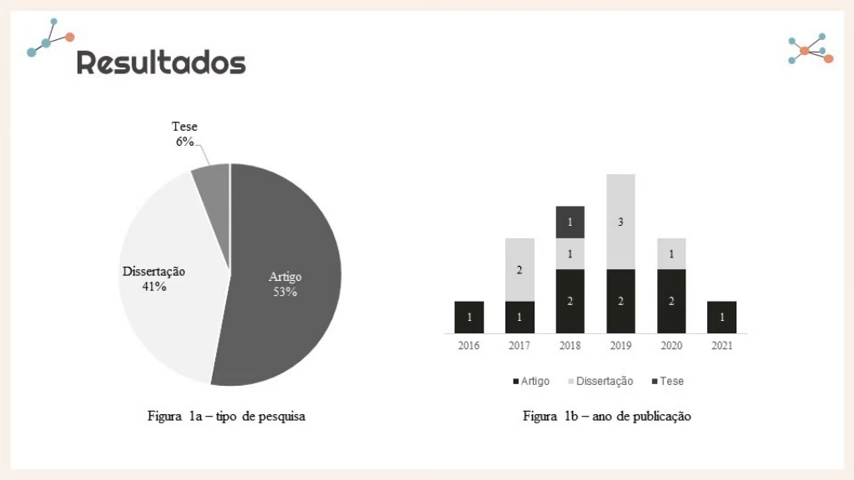 Resultados
Tese
6%
Dissertação
41%
Artigo
53%
Figura 1a – tipo de pesquisa
3
1
1
1
2
2
2
2
1
1
1
2016 2017 2018 2019 2020 2021
Artigo Dissertação Tese
Figura 1b – ano de publicação